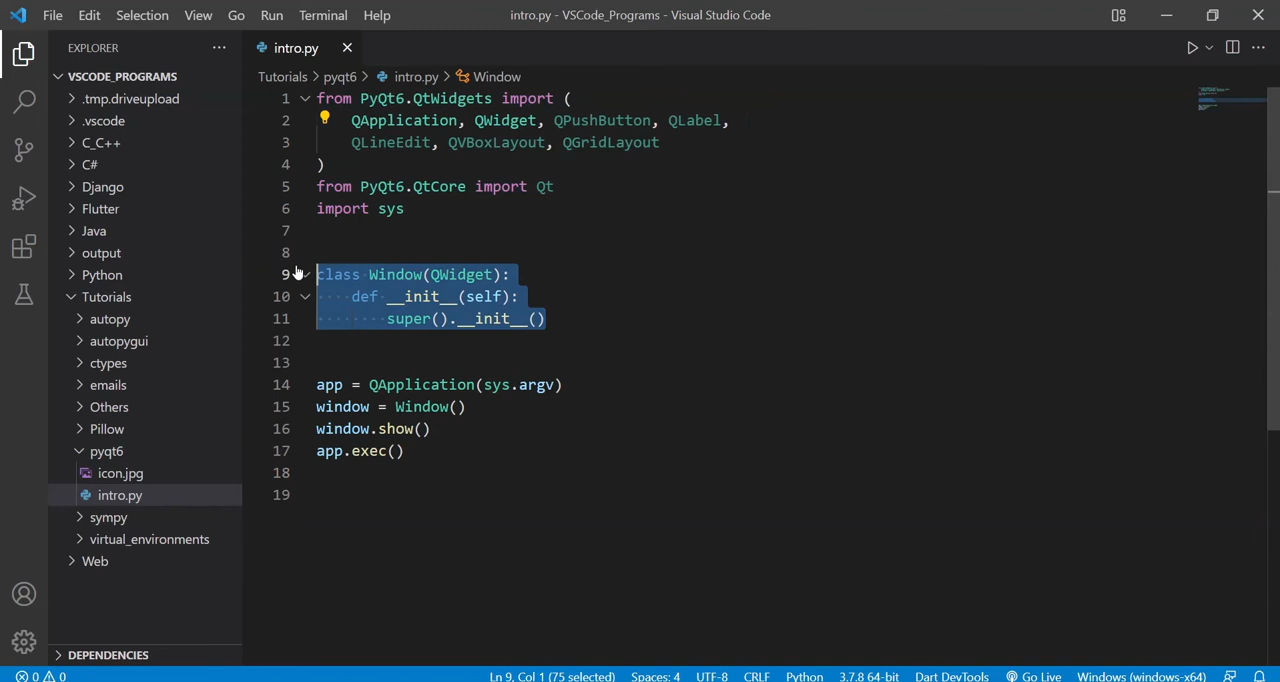 File Edit Selection View Go Run Terminal Help intro.py - VSCode_Programs - Visual Studio Code
EXPLORER
VSCODE_PROGRAMS
.tmp.driveupload
.vscode
C_C++
C#
Django
Flutter
Java
output
Python
Tutorials
autopy
autopygui
ctypes
emails
Others
Pillow
pyqt6
icon.jpg
intro.py
sympy
virtual_environments
Web
DEPENDENCIES
intro.py
Tutorials > pyqt6 > intro.py > Window
1 from PyQt6.QtWidgets import (
2 QApplication, QWidget, QPushButton, QLabel,
3 QLineEdit, QVBoxLayout, QGridLayout
4 )
5 from PyQt6.QtCore import Qt
6 import sys
7
8
9 class Window(QWidget):
10 def __init__(self):
11 super().__init__()
12
13
14 app = QApplication(sys.argv)
15 window = Window()
16 window.show()
17 app.exec()
18
19
0 0 Ln 9, Col 1 (75 selected) Spaces: 4 UTF-8 CRLF Python 3.7.8 64-bit Dart DevTools Go Live Windows (windows-x64)